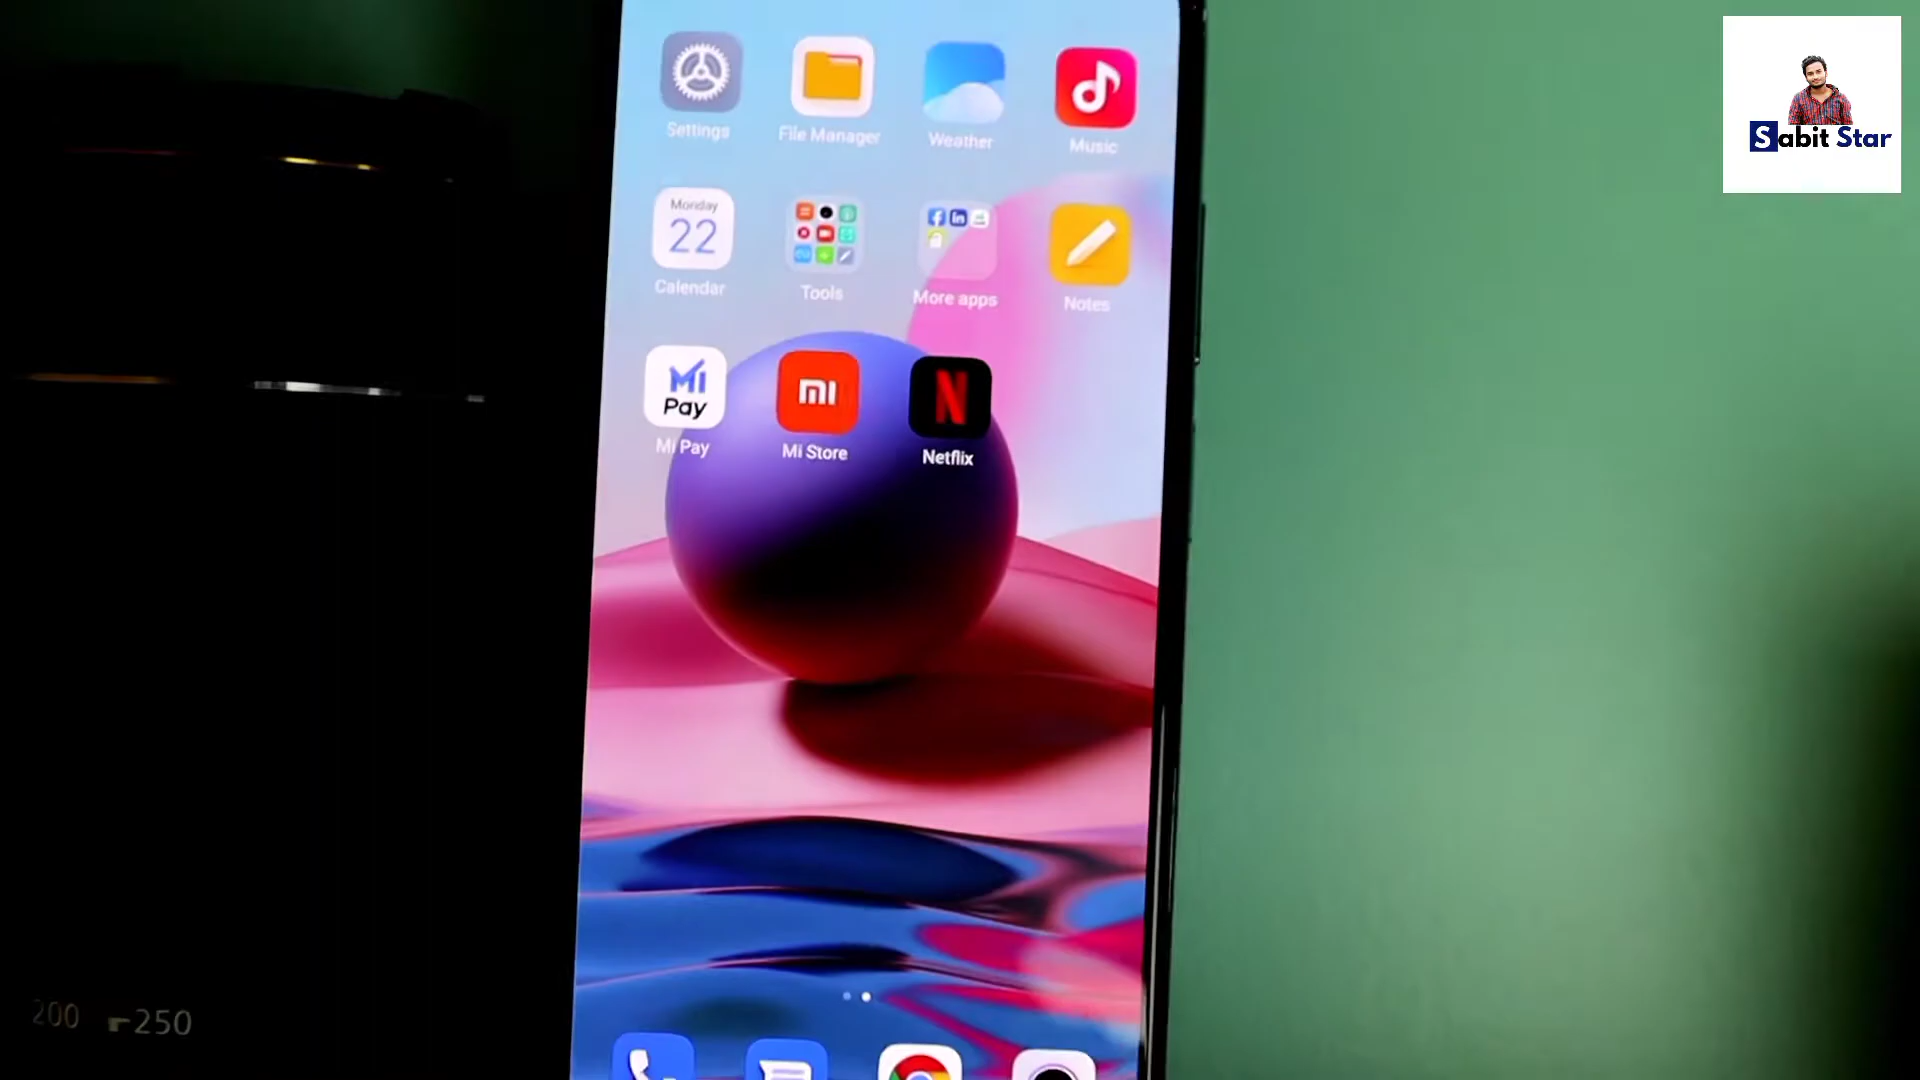 Sabit Star
Settings
File Manager
Weather
Music
Monday
22
Calendar
Tools
More apps
Notes
Mi
Pay
mi
N
Mi Pay
Mi Store
Netflix
200
250